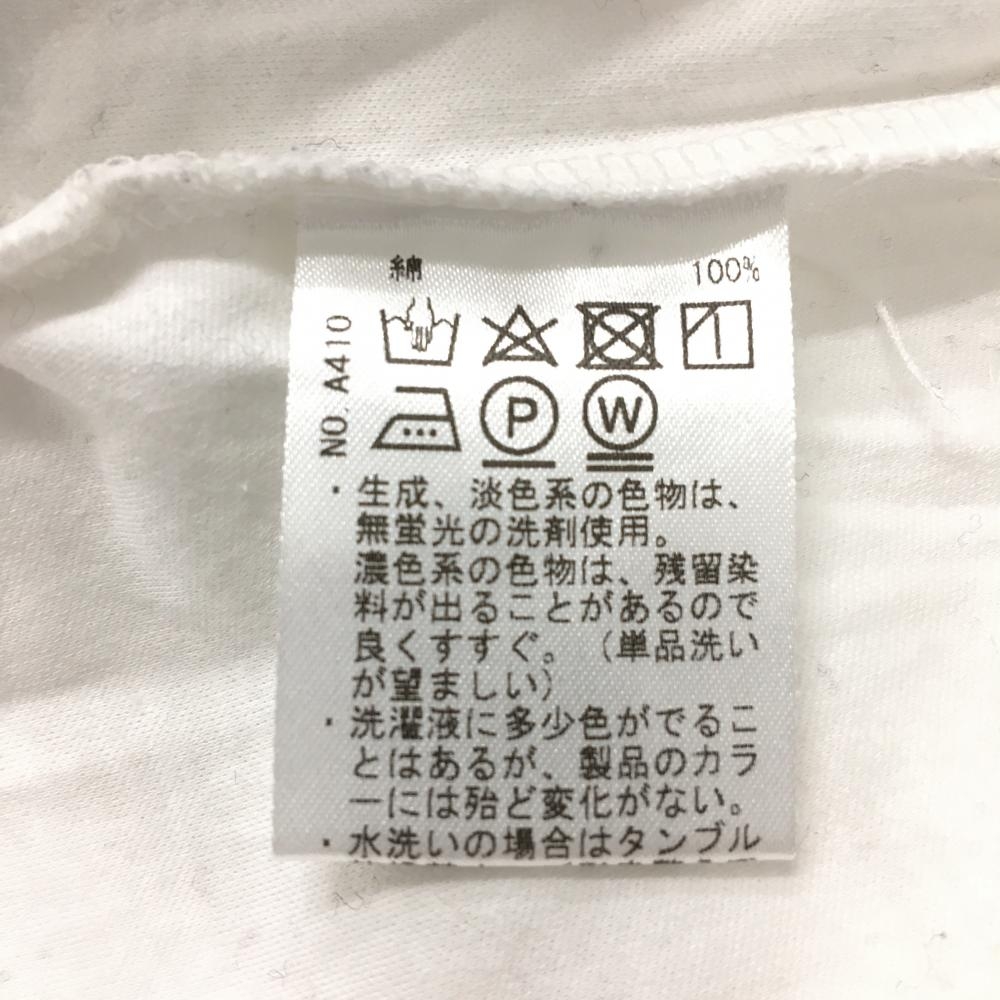 綿 100%
NO. A410
P W
・生成、淡色系の色物は、
無蛍光の洗剤使用。
濃色系の色物は、残留染
料が出ることがあるので
良くすすぐ。（単品洗い
が望ましい）
・洗濯液に多少色がでるこ
とはあるが、製品のカラ
ーには殆ど変化がない。
・水洗いの場合はタンブル